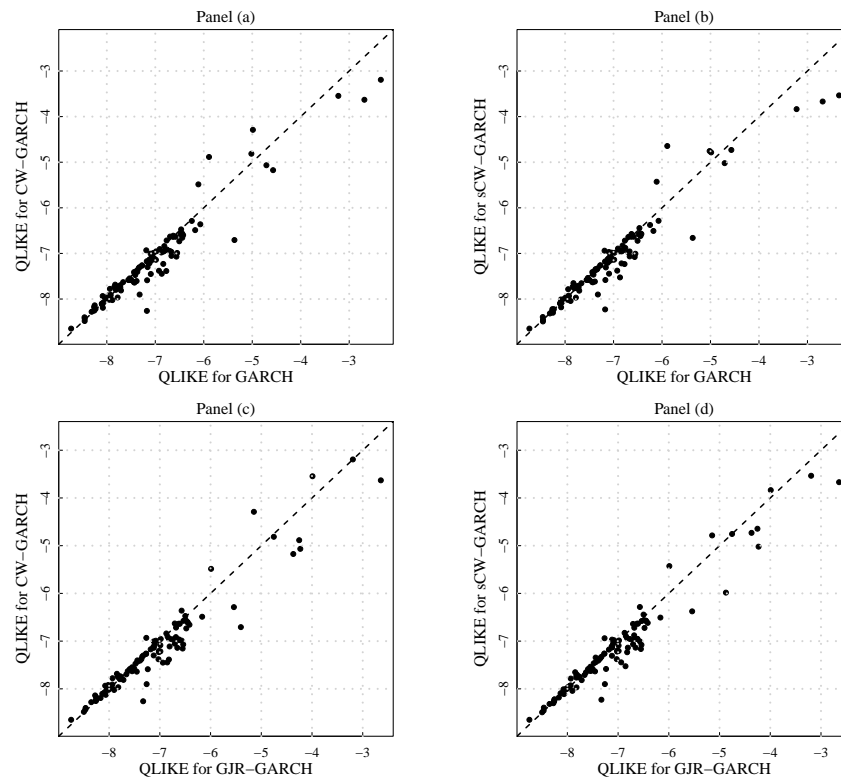 Panel (a)
−3
−4
−5
−6
−7
−8
QLIKE for CW−GARCH
−8 −7 −6 −5 −4 −3
QLIKE for GARCH
Panel (b)
−3
−4
−5
−6
−7
−8
QLIKE for sCW−GARCH
−8 −7 −6 −5 −4 −3
QLIKE for GARCH
Panel (c)
−3
−4
−5
−6
−7
−8
QLIKE for CW−GARCH
−8 −7 −6 −5 −4 −3
QLIKE for GJR−GARCH
Panel (d)
−3
−4
−5
−6
−7
−8
QLIKE for sCW−GARCH
−8 −7 −6 −5 −4 −3
QLIKE for GJR−GARCH